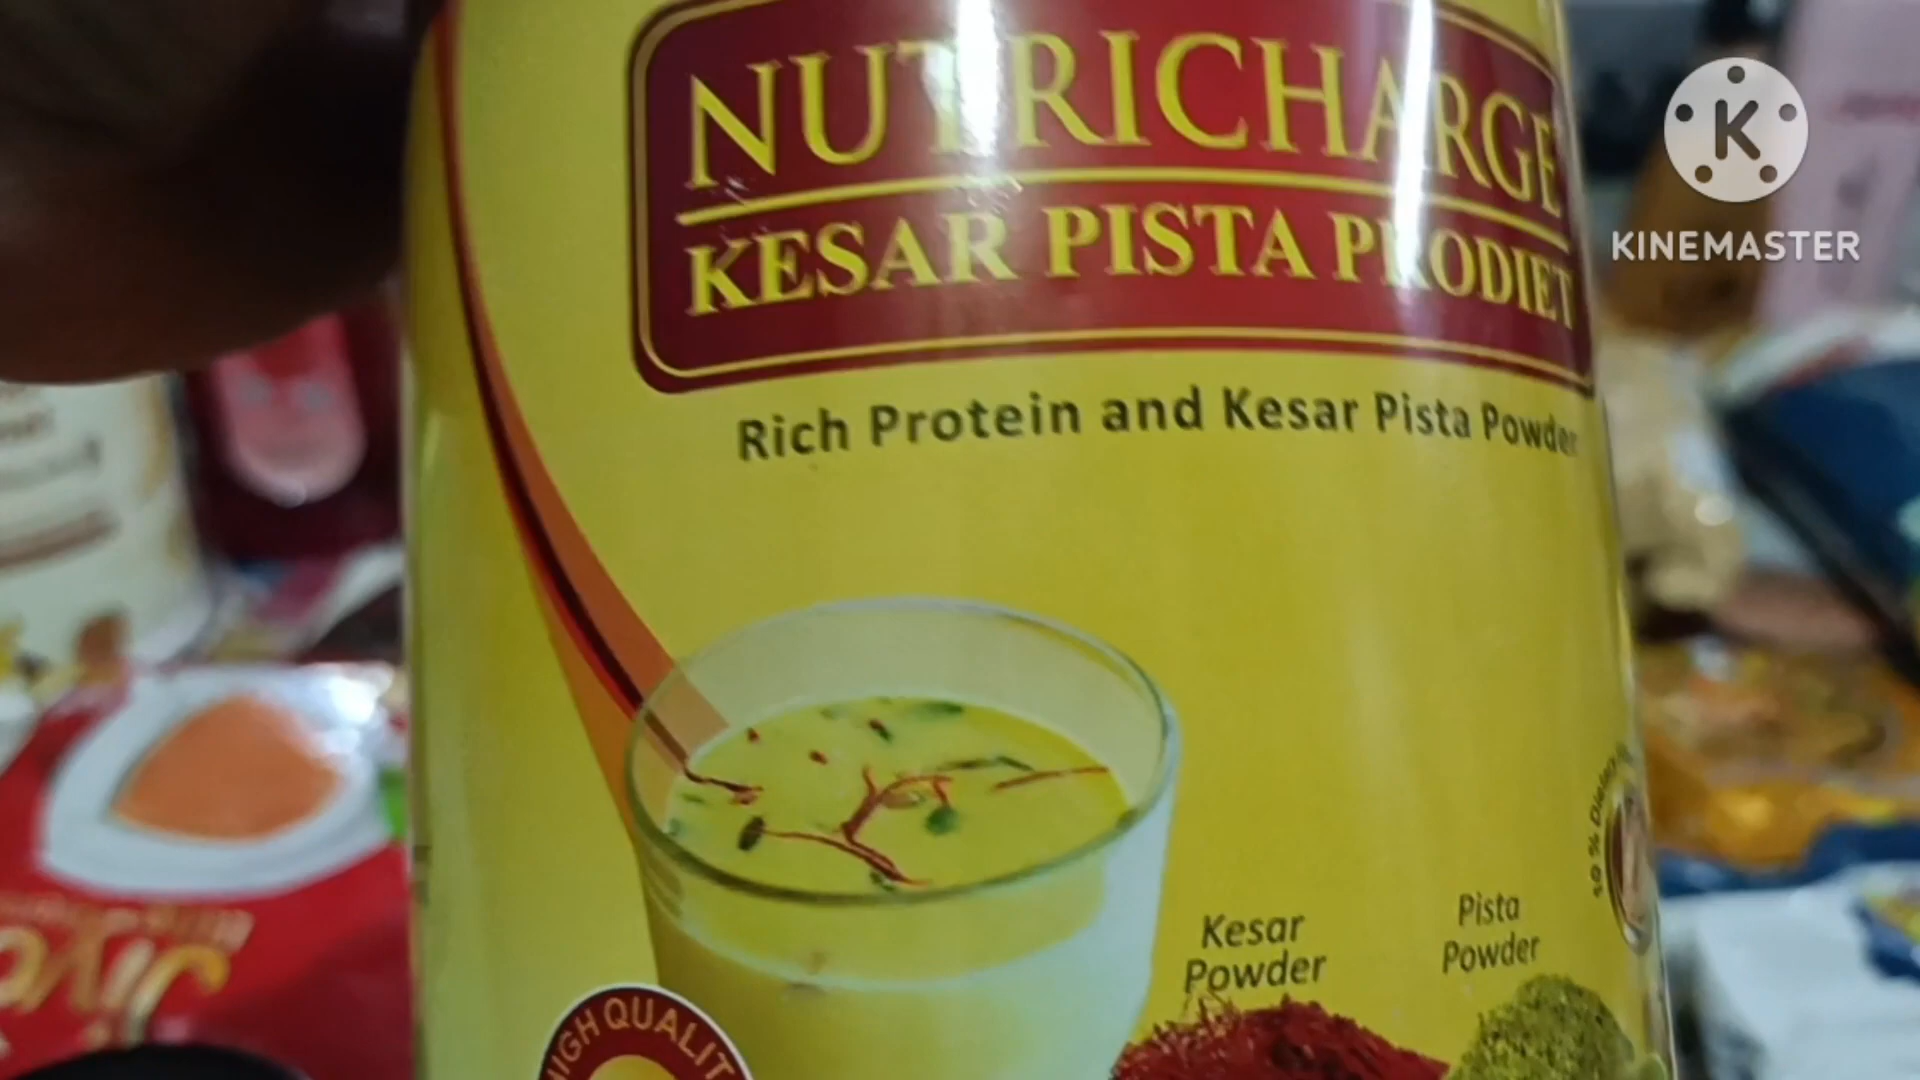 NUTRICHARGE
KESAR PISTA PRODIET
Rich Protein and Kesar Pista Powder
Kesar
Powder
Pista
Powder
HIGH QUALIT
KINEMASTER